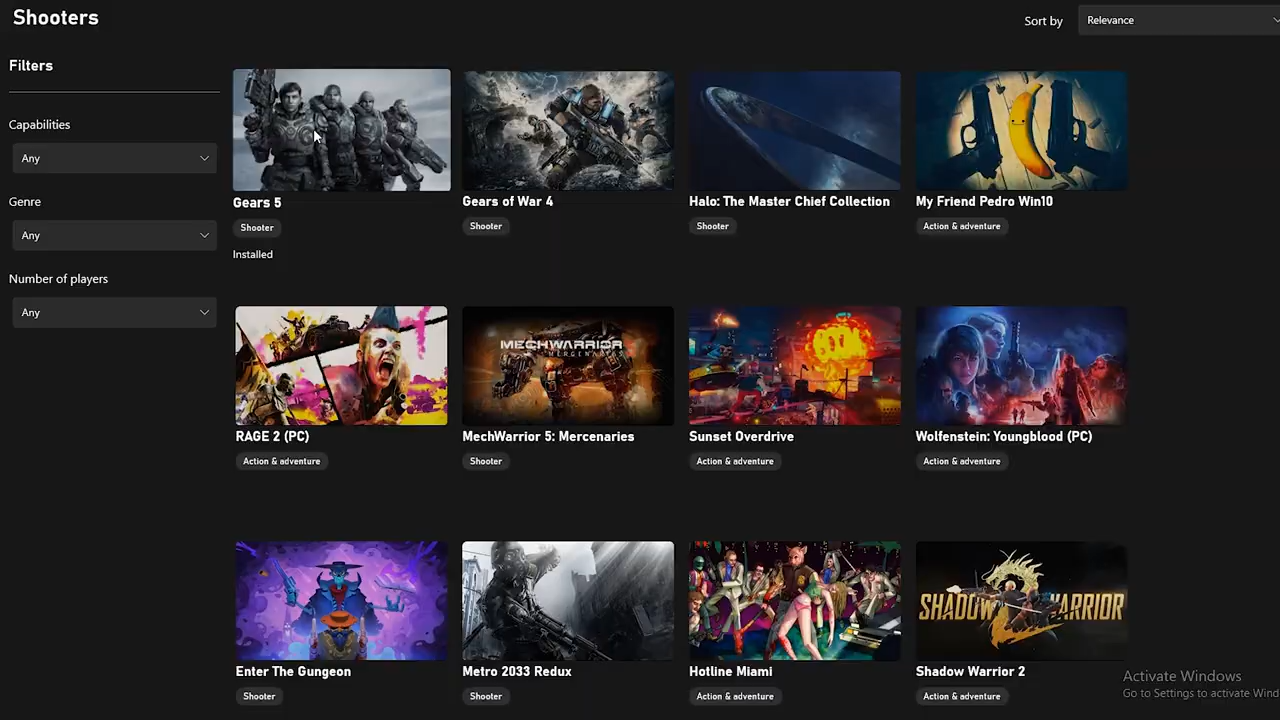 Shooters
Sort by
Relevance
Filters
Capabilities
Any
Genre
Any
Number of players
Any
Gears 5
Shooter
Installed
Gears of War 4
Shooter
Halo: The Master Chief Collection
Shooter
My Friend Pedro Win10
Action & adventure
RAGE 2 (PC)
Action & adventure
MECHWARRIOR
MERCENARIES
MechWarrior 5: Mercenaries
Shooter
Sunset Overdrive
Action & adventure
Wolfenstein: Youngblood (PC)
Action & adventure
Enter The Gungeon
Shooter
Metro 2033 Redux
Shooter
Hotline Miami
Action & adventure
SHADOW WARRIOR
2
Shadow Warrior 2
Action & adventure
Activate Windows
Go to Settings to activate Wind